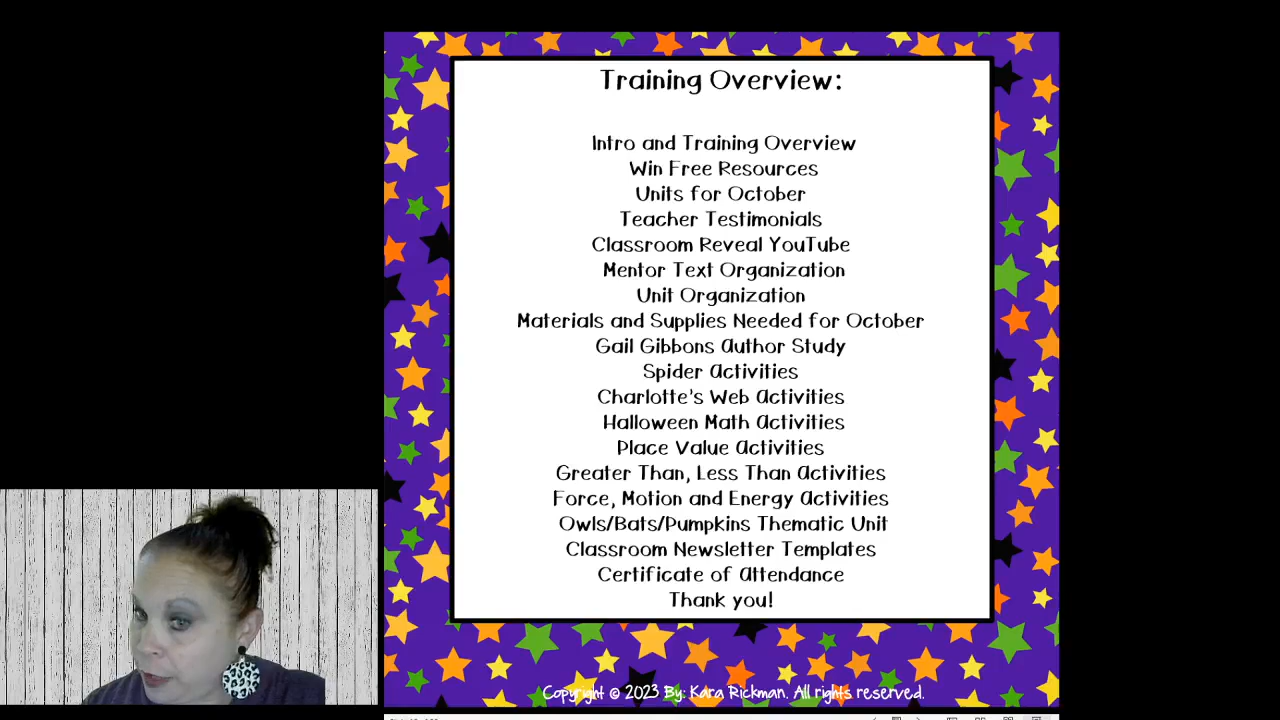 Training Overview:
Intro and Training Overview
Win Free Resources
Units for October
Teacher Testimonials
Classroom Reveal YouTube
Mentor Text Organization
Unit Organization
Materials and Supplies Needed for October
Gail Gibbons Author Study
Spider Activities
Charlotte's Web Activities
Halloween Math Activities
Place Value Activities
Greater Than, Less Than Activities
Force, Motion and Energy Activities
Owls/Bats/Pumpkins Thematic Unit
Classroom Newsletter Templates
Certificate of Attendance
Thank you!
Copyright © 2023 By: Kara Rickman. All rights reserved.